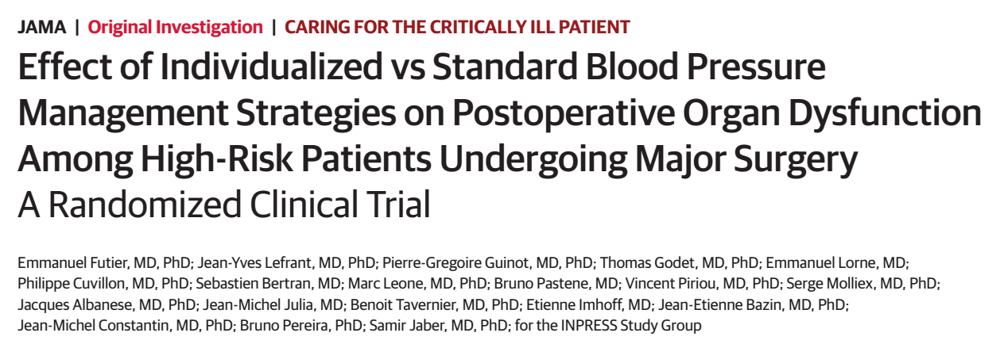 JAMA | Original Investigation | CARING FOR THE CRITICALLY ILL PATIENT
Effect of Individualized vs Standard Blood Pressure
Management Strategies on Postoperative Organ Dysfunction
Among High-Risk Patients Undergoing Major Surgery
A Randomized Clinical Trial
Emmanuel Futier, MD, PhD; Jean-Yves Lefrant, MD, PhD; Pierre-Gregoire Guinot, MD, PhD; Thomas Godet, MD, PhD; Emmanuel Lorne, MD;
Philippe Cuvillon, MD, PhD; Sebastien Bertran, MD; Marc Leone, MD, PhD; Bruno Pastene, MD; Vincent Piriou, MD, PhD; Serge Molliex, MD, PhD;
Jacques Albanese, MD, PhD; Jean-Michel Julia, MD; Benoit Tavernier, MD, PhD; Etienne Imhoff, MD; Jean-Etienne Bazin, MD, PhD;
Jean-Michel Constantin, MD, PhD; Bruno Pereira, PhD; Samir Jaber, MD, PhD; for the INPRESS Study Group